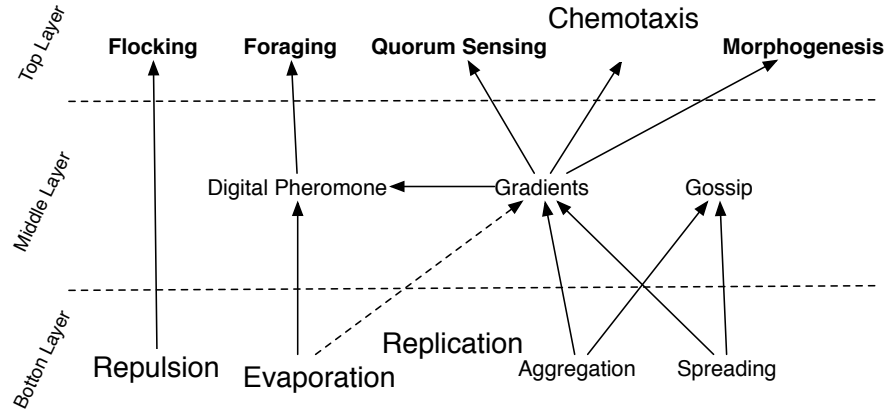 Top Layer
Chemotaxis
Flocking
Foraging
Quorum Sensing
Morphogenesis
Middle Layer
Digital Pheromone
Gradients
Gossip
Botton Layer
Replication
Repulsion
Evaporation
Aggregation
Spreading